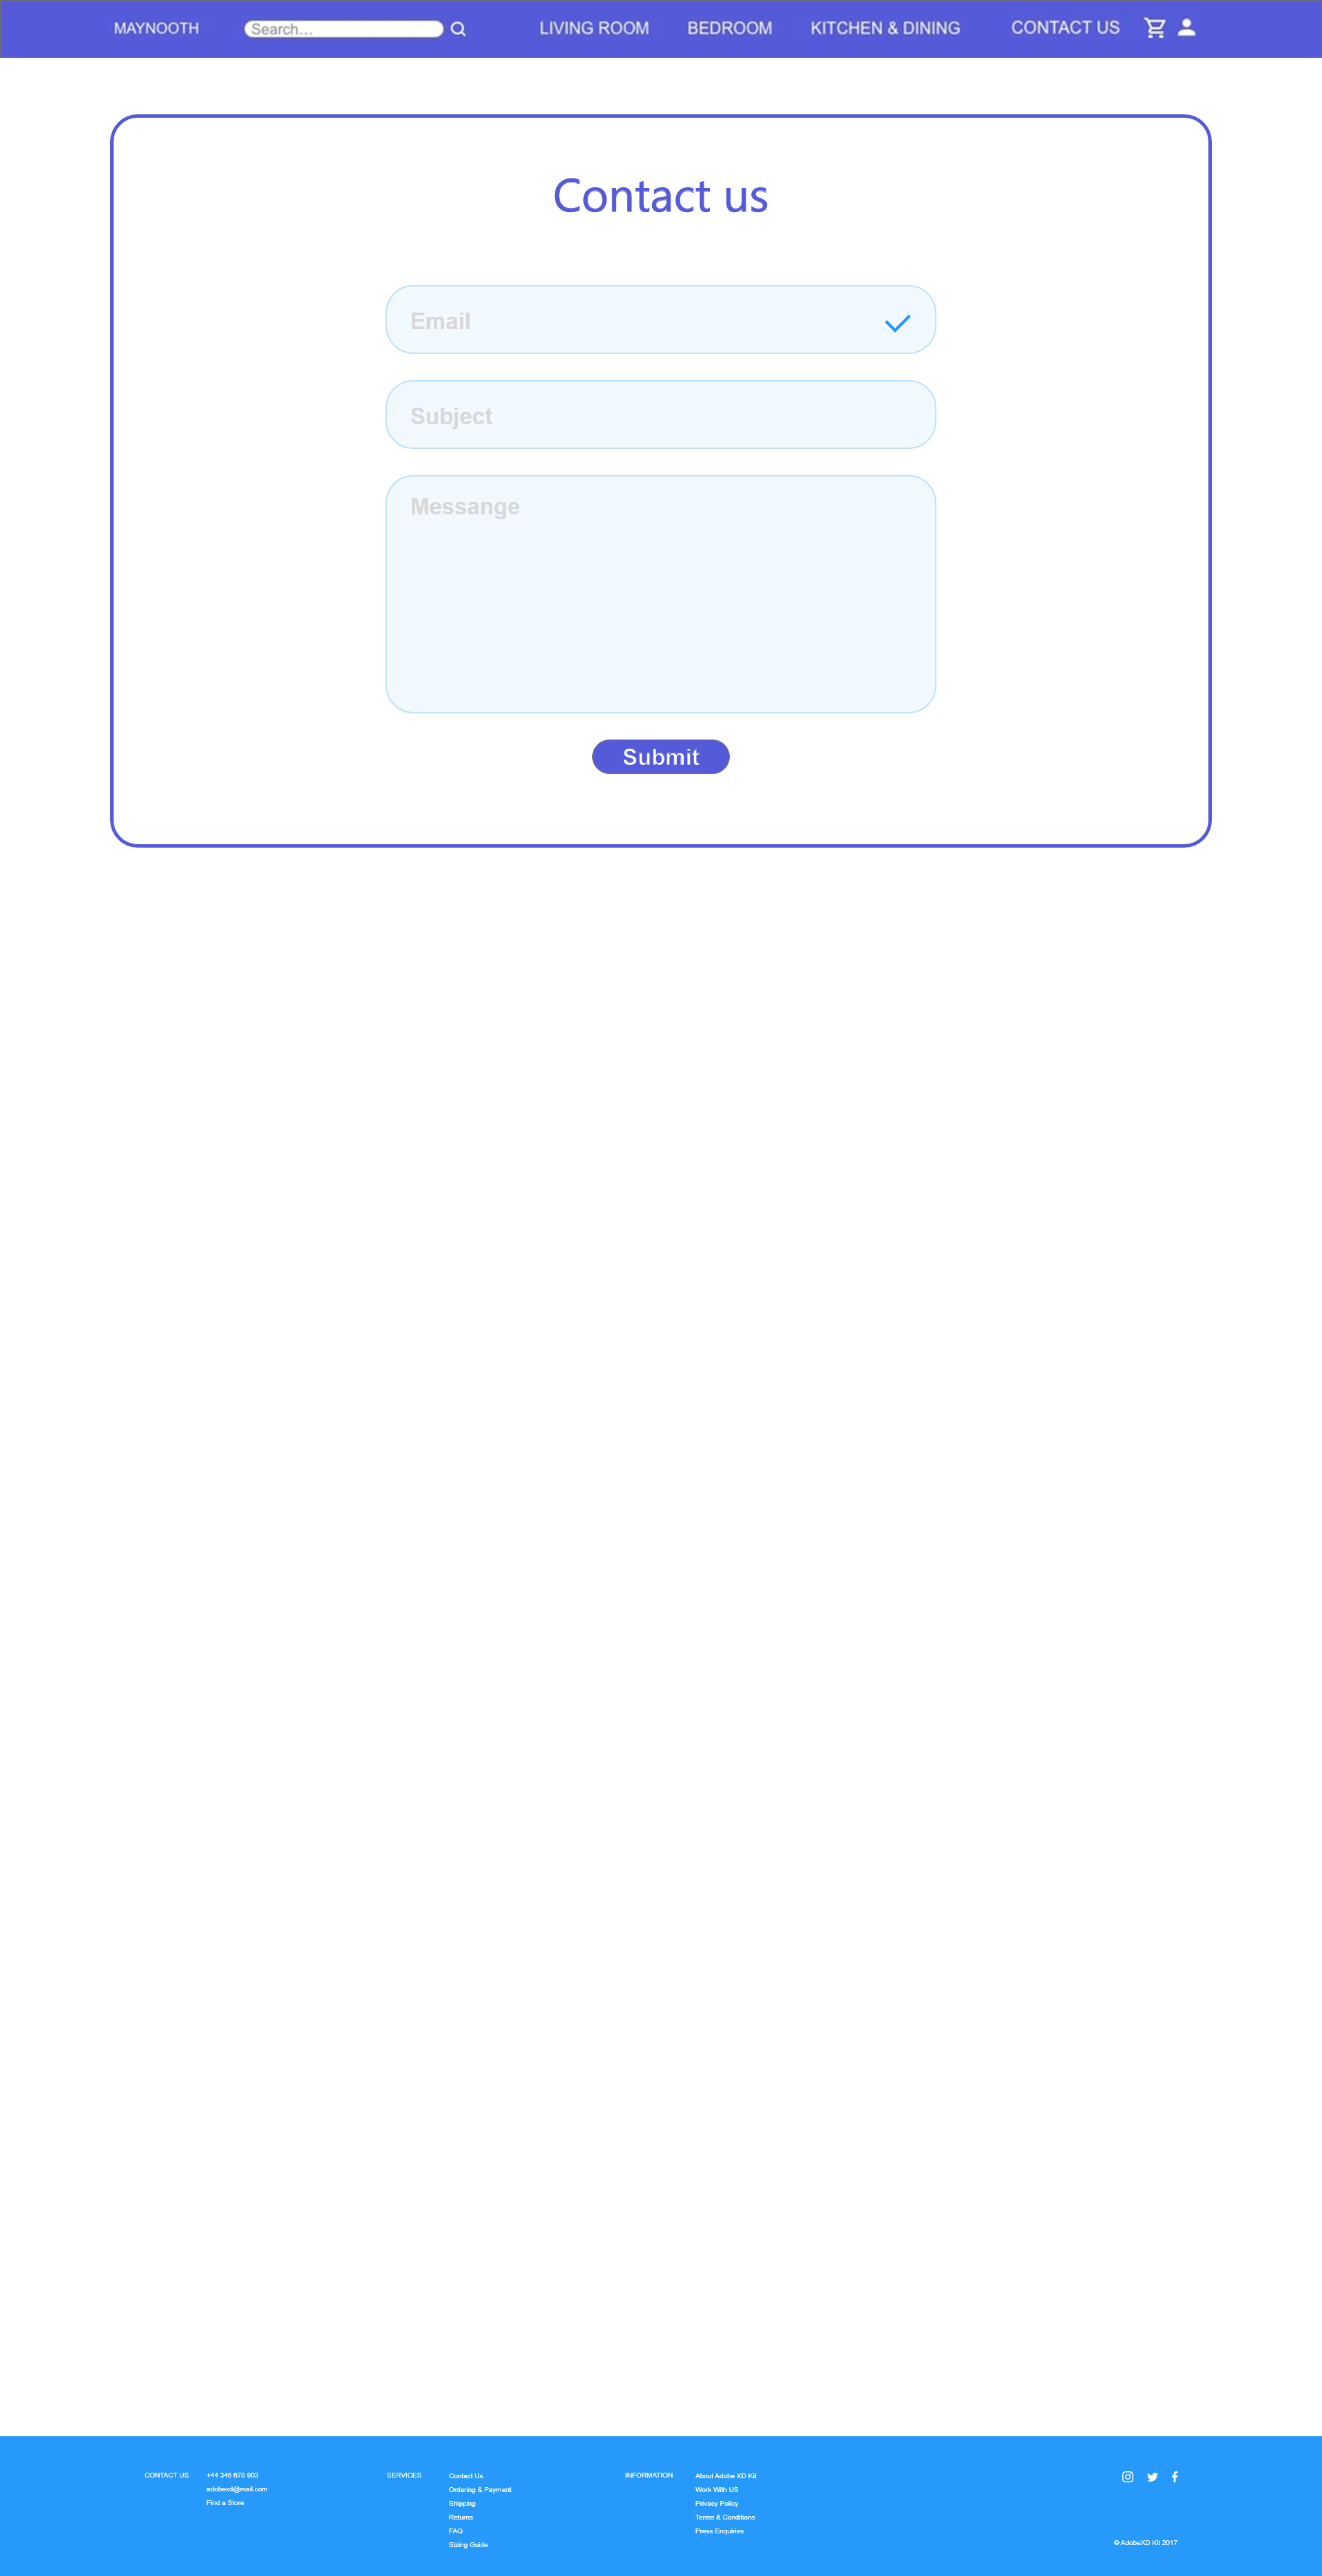 MAYNOOTH Search... LIVING ROOM BEDROOM KITCHEN & DINING CONTACT US
Contact us
Email
Subject
Messange
Submit
CONTACT US
+44 345 678 903
adobexd@mail.com
Find a Store
SERVICES
Contact Us
Ordering & Payment
Shipping
Returns
FAQ
Sizing Guide
INFORMATION
About Adobe XD Kit
Work With US
Privacy Policy
Terms & Conditions
Press Enquiries
© AdobeXD Kit 2017